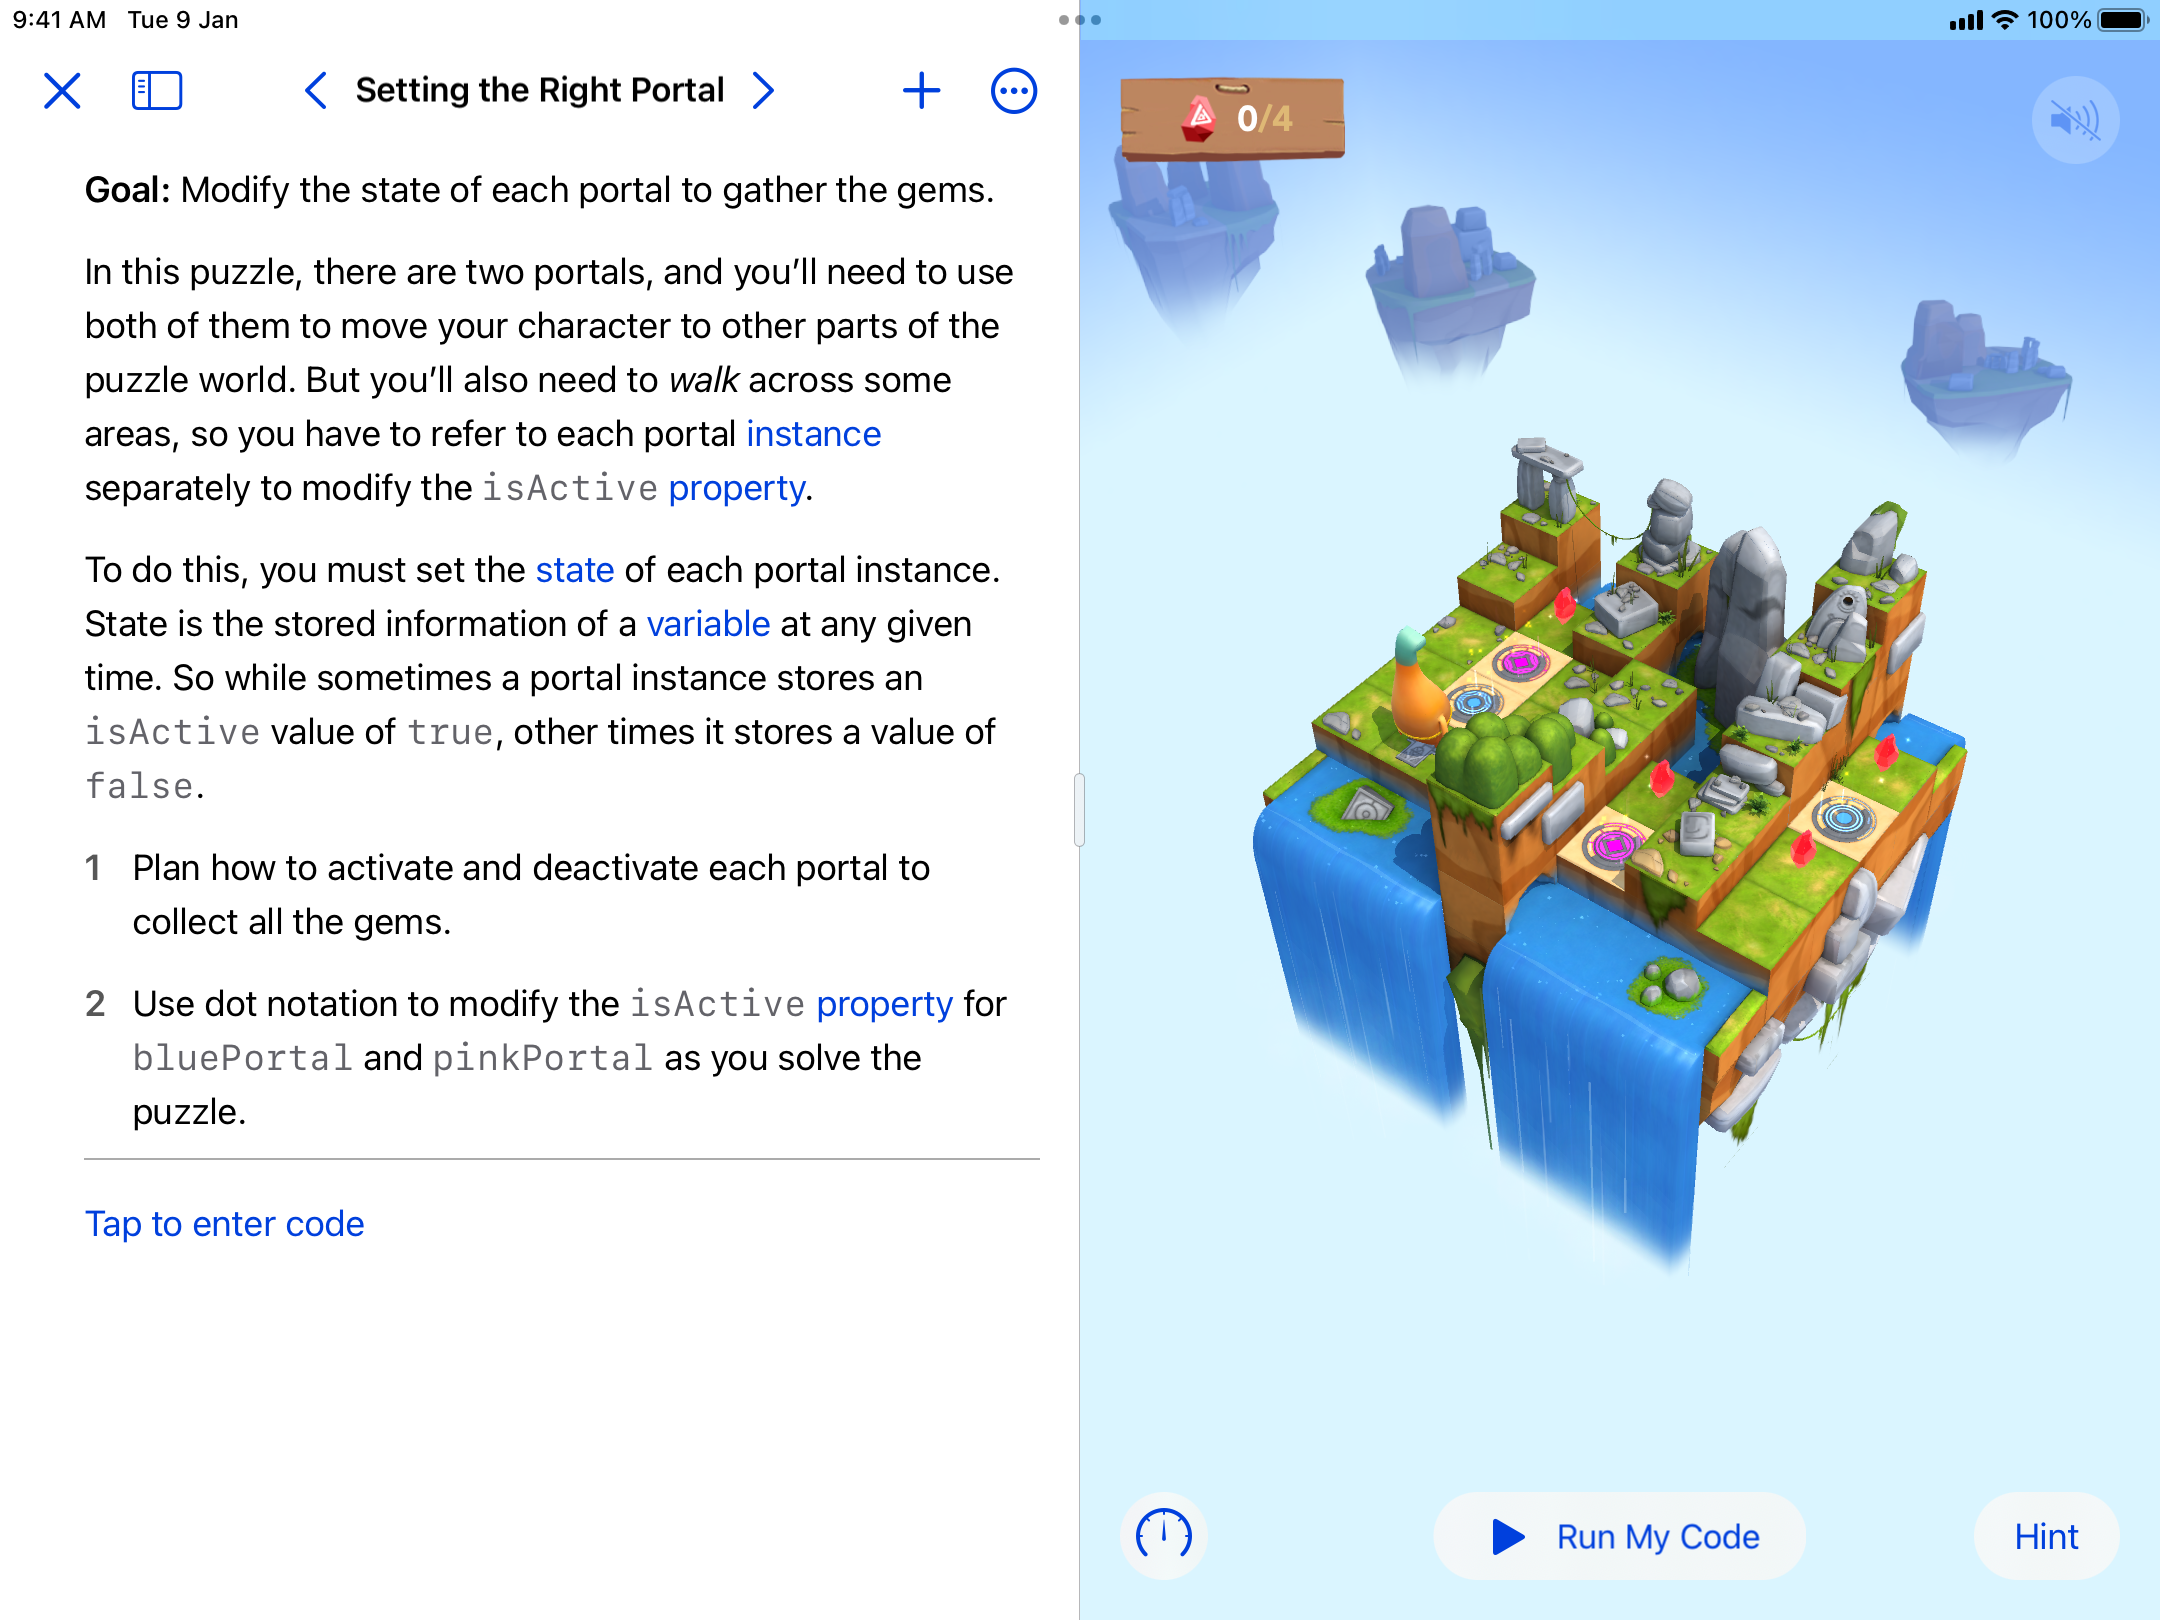 9:41 AM Tue 9 Jan
100%
Setting the Right Portal
0/4
Goal: Modify the state of each portal to gather the gems.
In this puzzle, there are two portals, and you’ll need to use
both of them to move your character to other parts of the
puzzle world. But you’ll also need to walk across some
areas, so you have to refer to each portal instance
separately to modify the isActive property.
To do this, you must set the state of each portal instance.
State is the stored information of a variable at any given
time. So while sometimes a portal instance stores an
isActive value of true, other times it stores a value of
false.
1 Plan how to activate and deactivate each portal to
collect all the gems.
2 Use dot notation to modify the isActive property for
bluePortal and pinkPortal as you solve the
puzzle.
Tap to enter code
Run My Code
Hint